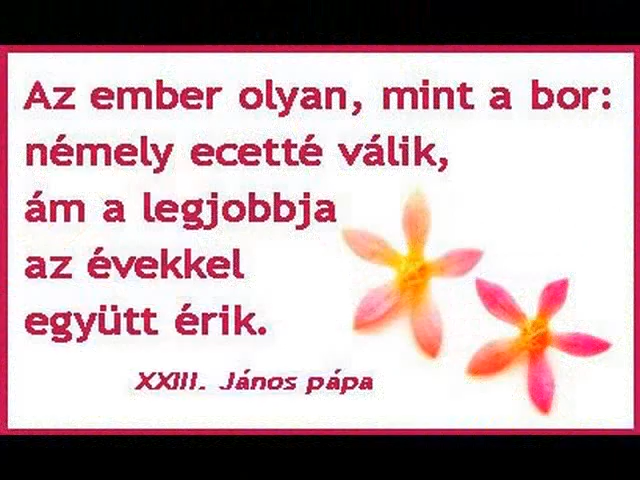 Az ember olyan, mint a bor:
némely ecetté válik,
ám a legjobbja
az évekkel
együtt érik.
XXIII. János pápa